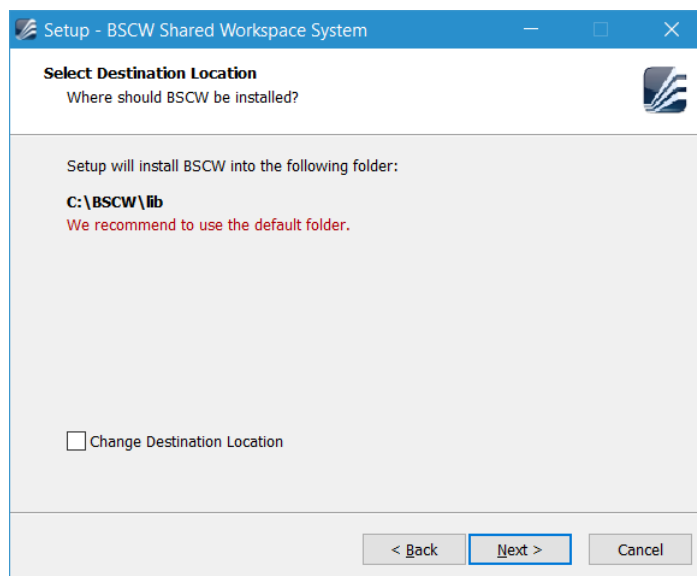 Setup - BSCW Shared Workspace System
Select Destination Location
Where should BSCW be installed?
Setup will install BSCW into the following folder:
C:\BSCW\lib
We recommend to use the default folder.
Change Destination Location
< Back
Next >
Cancel